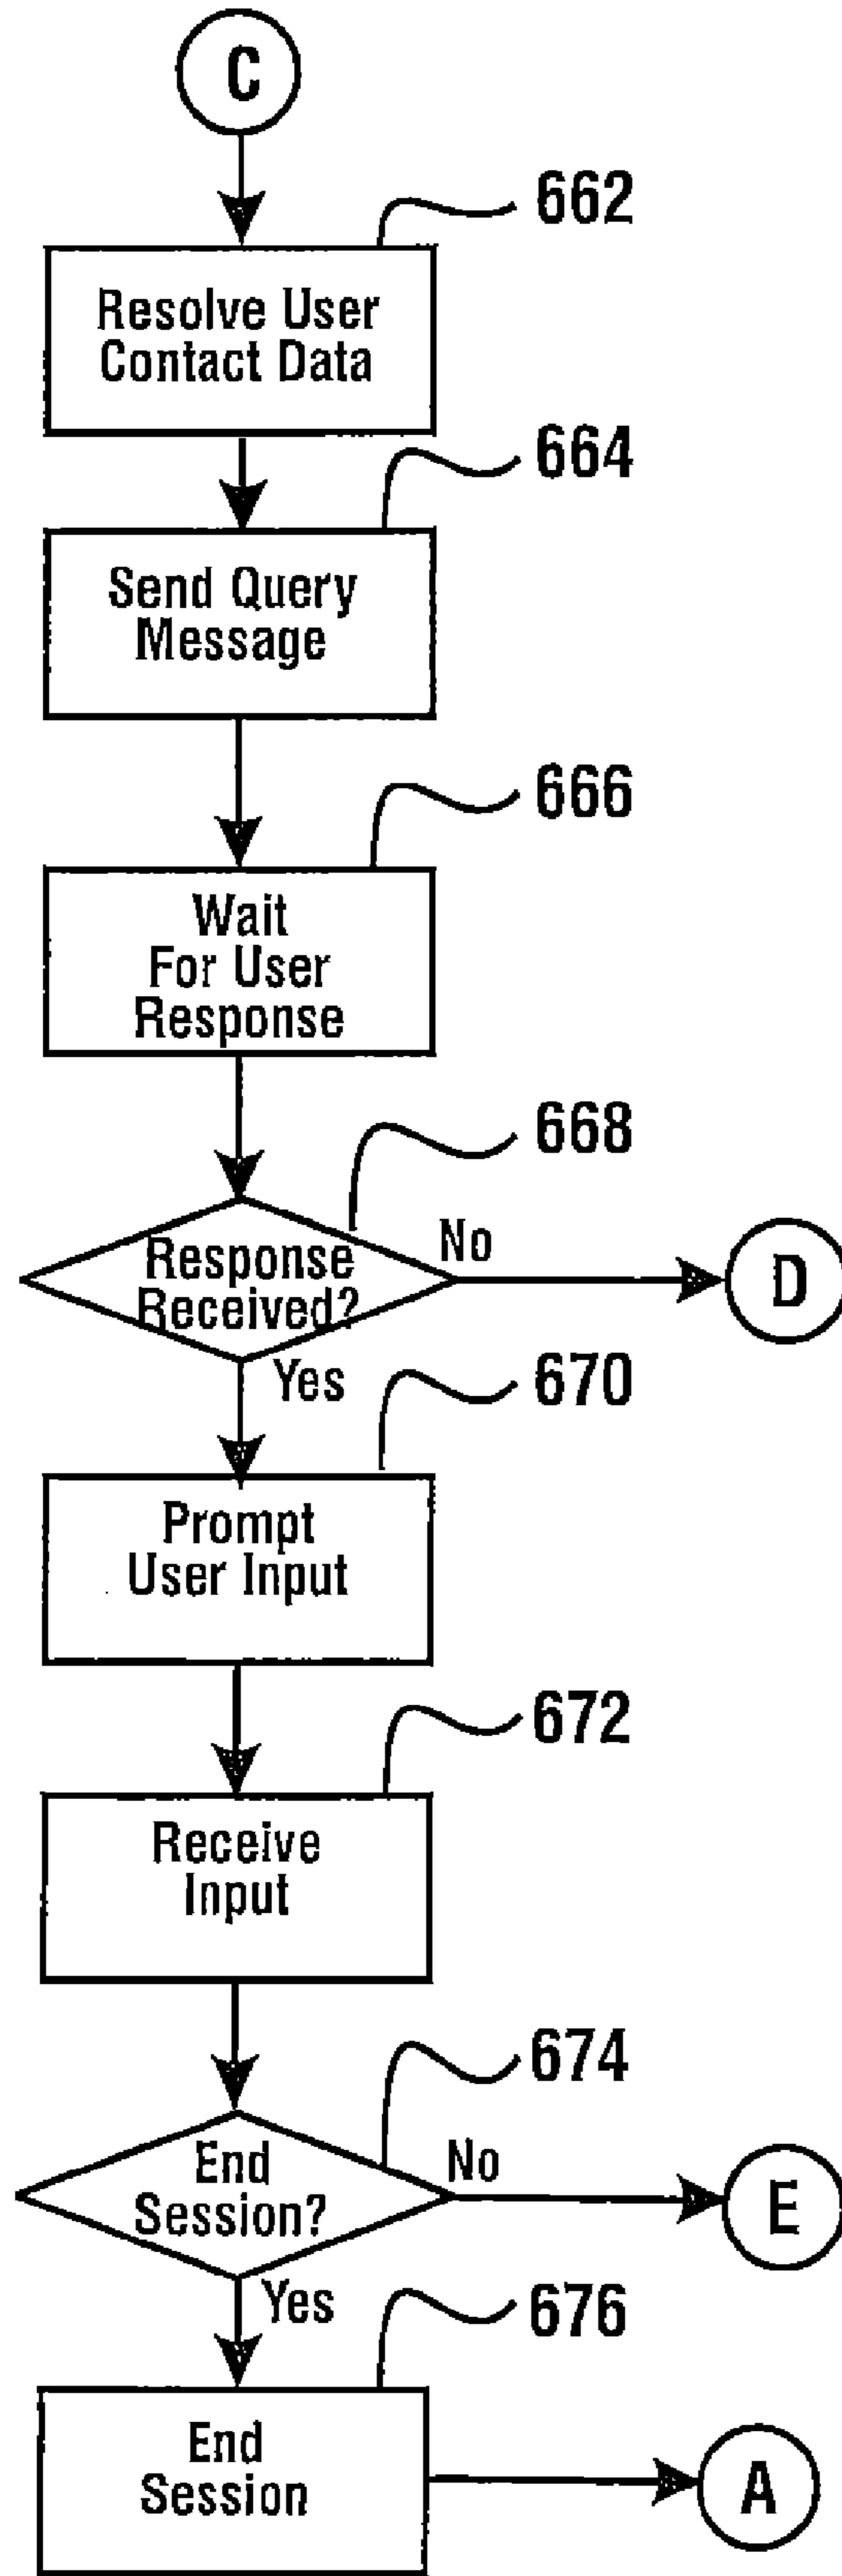 C
662
Resolve User
Contact Data
664
Send Query
Message
666
Wait
For User
Response
668
Response
Received?
No
D
Yes
670
Prompt
User Input
672
Receive
Input
674
End
Session?
No
E
Yes
676
End
Session
A